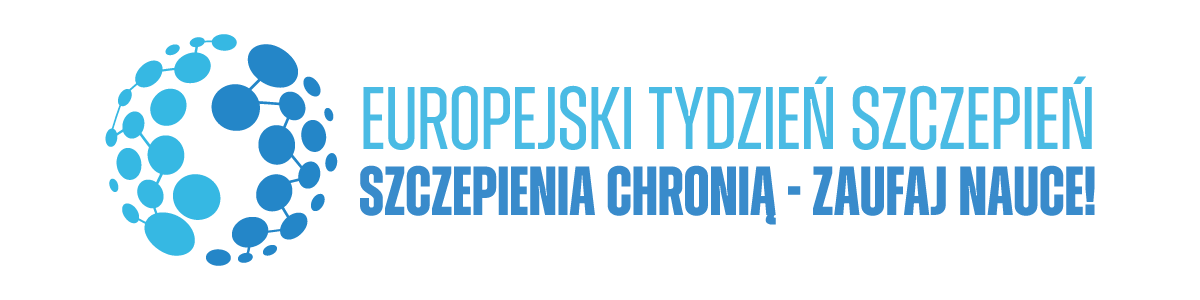 EUROPEJSKI TYDZIEŃ SZCZEPIEŃ
SZCZEPIENIA CHRONIĄ - ZAUFAJ NAUCE!